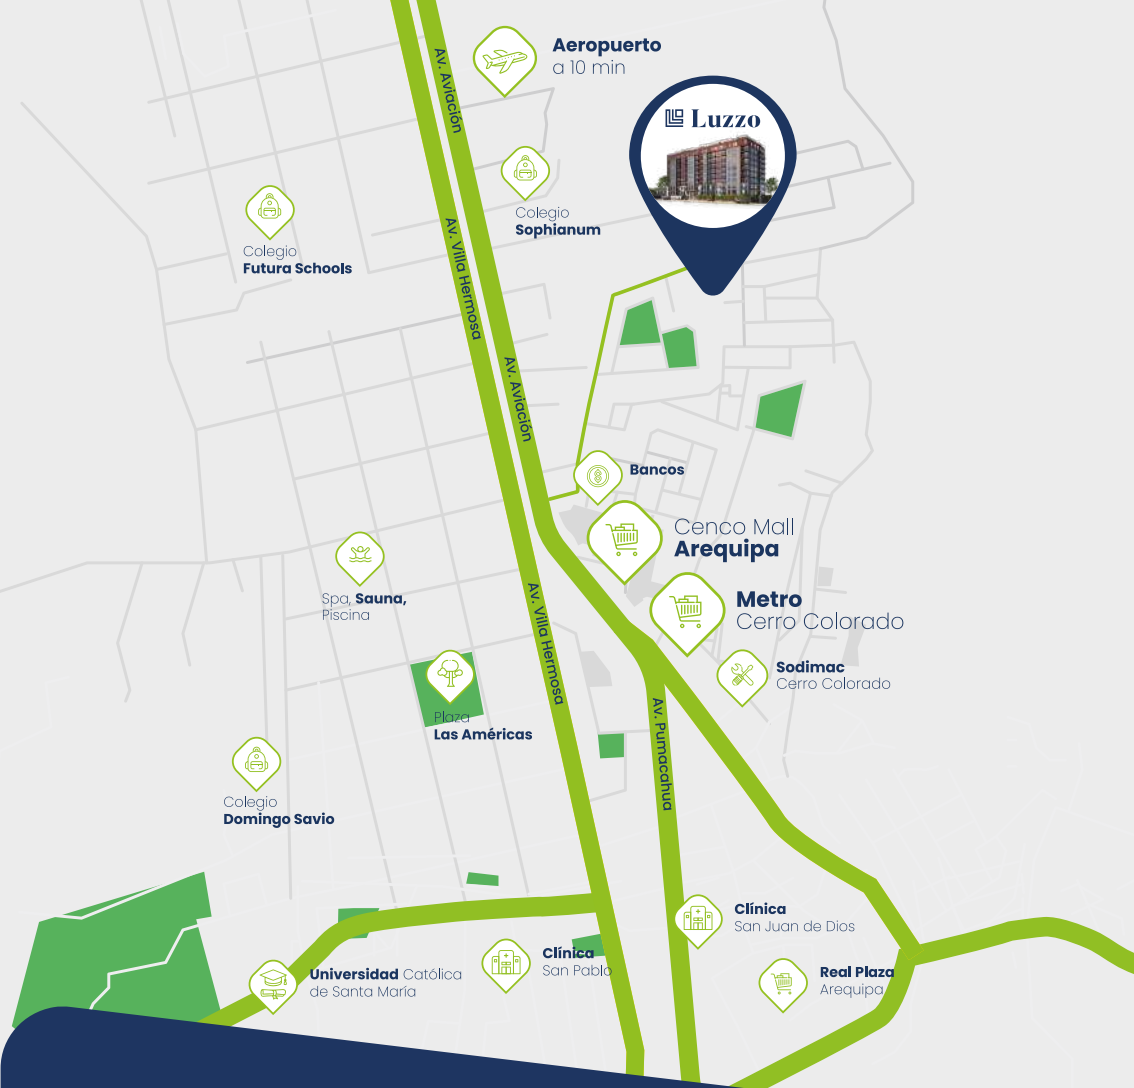 Av. Aviación
Aeropuerto
a 10 min
Luzzo
Colegio
Sophianum
Colegio
Futura Schools
Av. Villa Hermosa
Av. Aviación
Bancos
Cenco Mall
Arequipa
Spa, Sauna,
Piscina
Av. Villa Hermosa
Metro
Cerro Colorado
Sodimac
Cerro Colorado
Plaza
Las Américas
Av. Pumacahua
Colegio
Domingo Savio
Clínica
San Juan de Dios
Clínica
San Pablo
Universidad Católica
de Santa María
Real Plaza
Arequipa